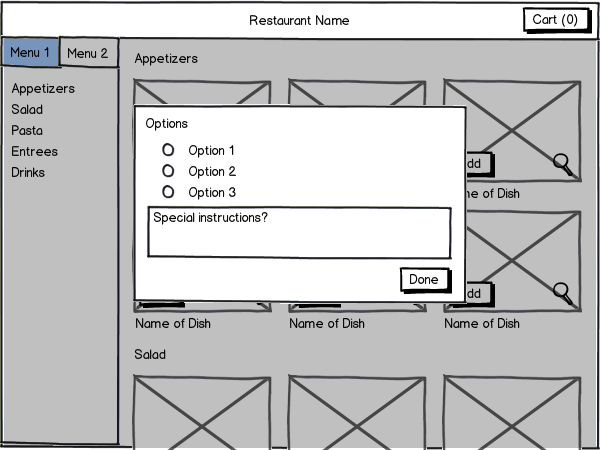 Restaurant Name
Cart (0)
Menu 1
Menu 2
Appetizers
Salad
Pasta
Entrees
Drinks
Appetizers
Options
Option 1
Option 2
Option 3
Special instructions?
Done
dd
me of Dish
dd
Name of Dish
Name of Dish
Name of Dish
Salad